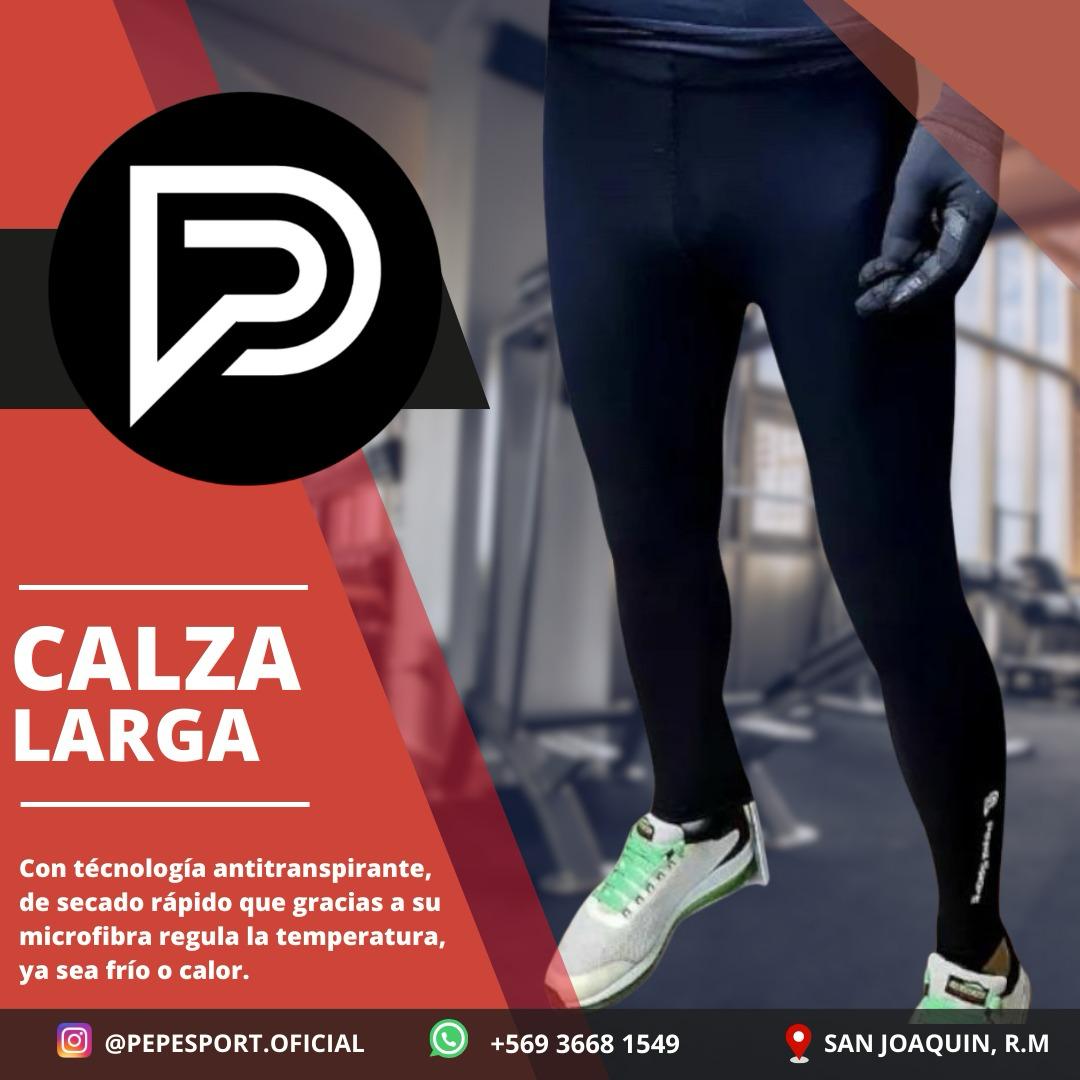 CALZA
LARGA
Con técnología antitranspirante,
de secado rápido que gracias a su
microfibra regula la temperatura,
ya sea frío o calor.
@PEPESPORT.OFICIAL +569 3668 1549 SAN JOAQUIN, R.M